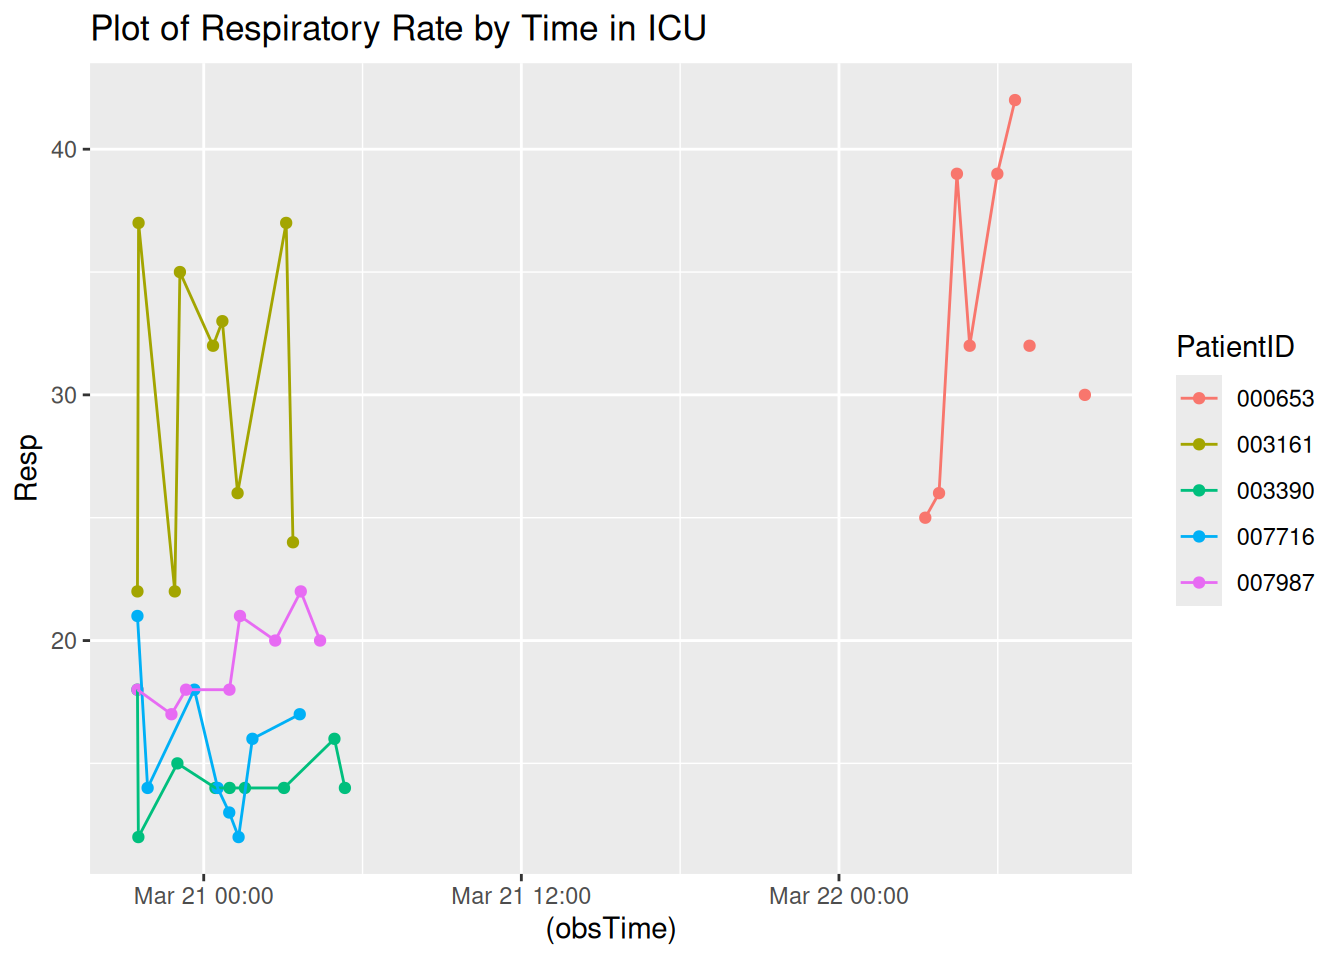 Plot of Respiratory Rate by Time in ICU
Resp
40
30
20
Mar 21 00:00
Mar 21 12:00
Mar 22 00:00
(obsTime)
PatientID
000653
003161
003390
007716
007987